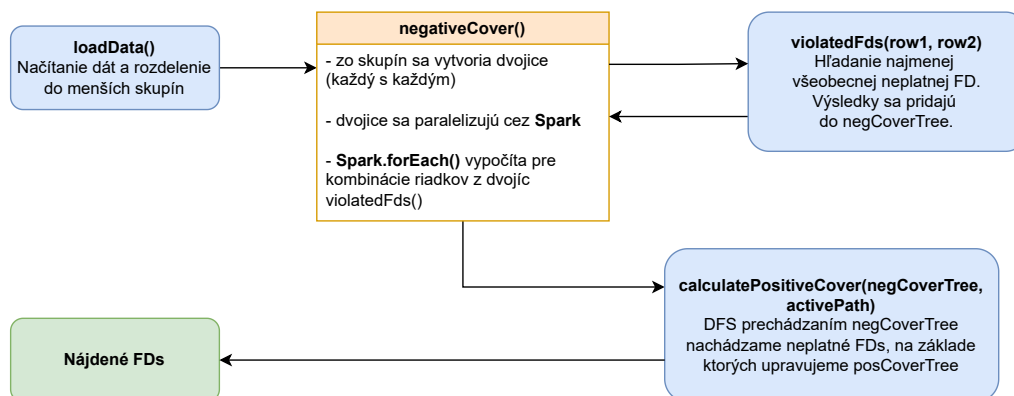 loadData()
Načítanie dát a rozdelenie
do menších skupín
negativeCover()
- zo skupín sa vytvoria dvojice
(každý s každým)
- dvojice sa paralelizujú cez Spark
- Spark.forEach() vypočíta pre
kombinácie riadkov z dvojíc
violatedFds()
violatedFds(row1, row2)
Hľadanie najmenej
všeobecnej neplatnej FD.
Výsledky sa pridajú
do negCoverTree.
calculatePositiveCover(negCoverTree,
activePath)
DFS prechádzaním negCoverTree
nachádzame neplatné FDs, na základe
ktorých upravujeme posCoverTree
Nájdené FDs